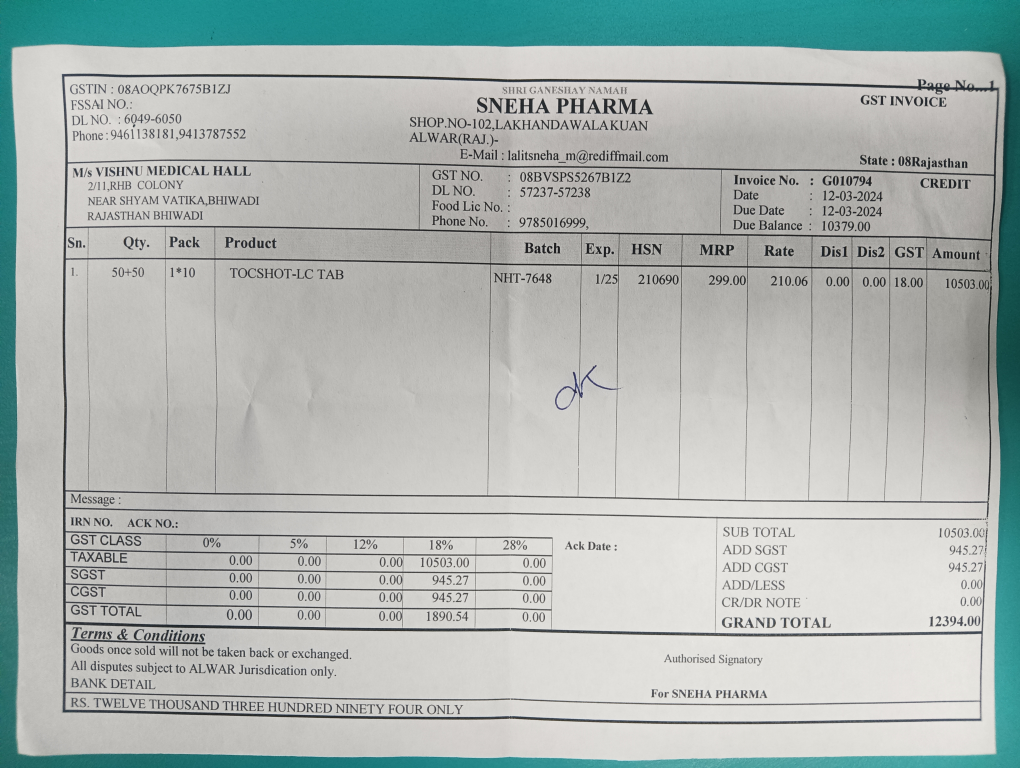 Page No...1
GSTIN : 08AOQPK7675B1ZJ
FSSAI NO.:
DL NO. : 6049-6050
Phone : 9461138181,9413787552
SHRI GANESHAY NAMAH
SNEHA PHARMA
SHOP.NO-102,LAKHANDAWALA KUAN
ALWAR(RAJ.)-
E-Mail : lalitsneha_m@rediffmail.com
GST INVOICE
State : 08Rajasthan
M/s VISHNU MEDICAL HALL
2/11,RHB COLONY
NEAR SHYAM VATIKA,BHIWADI
RAJASTHAN BHIWADI
GST NO. : 08BVSPS5267B1Z2
DL NO. : 57237-57238
Food Lic No. :
Phone No. : 9785016999,
Invoice No. : G010794 CREDIT
Date : 12-03-2024
Due Date : 12-03-2024
Due Balance : 10379.00
Sn. Qty. Pack Product Batch Exp. HSN MRP Rate Dis1 Dis2 GST Amount
1. 50+50 1*10 TOCSHOT-LC TAB NHT-7648 1/25 210690 299.00 210.06 0.00 0.00 18.00 10503.00
Message :
IRN NO. ACK NO.:
Ack Date :
GST CLASS 0% 5% 12% 18% 28%
TAXABLE 0.00 0.00 0.00 10503.00 0.00
SGST 0.00 0.00 0.00 945.27 0.00
CGST 0.00 0.00 0.00 945.27 0.00
GST TOTAL 0.00 0.00 0.00 1890.54 0.00
SUB TOTAL 10503.00
ADD SGST 945.27
ADD CGST 945.27
ADD/LESS 0.00
CR/DR NOTE 0.00
GRAND TOTAL 12394.00
Terms & Conditions
Goods once sold will not be taken back or exchanged.
All disputes subject to ALWAR Jurisdication only.
BANK DETAIL
RS. TWELVE THOUSAND THREE HUNDRED NINETY FOUR ONLY
Authorised Signatory
For SNEHA PHARMA